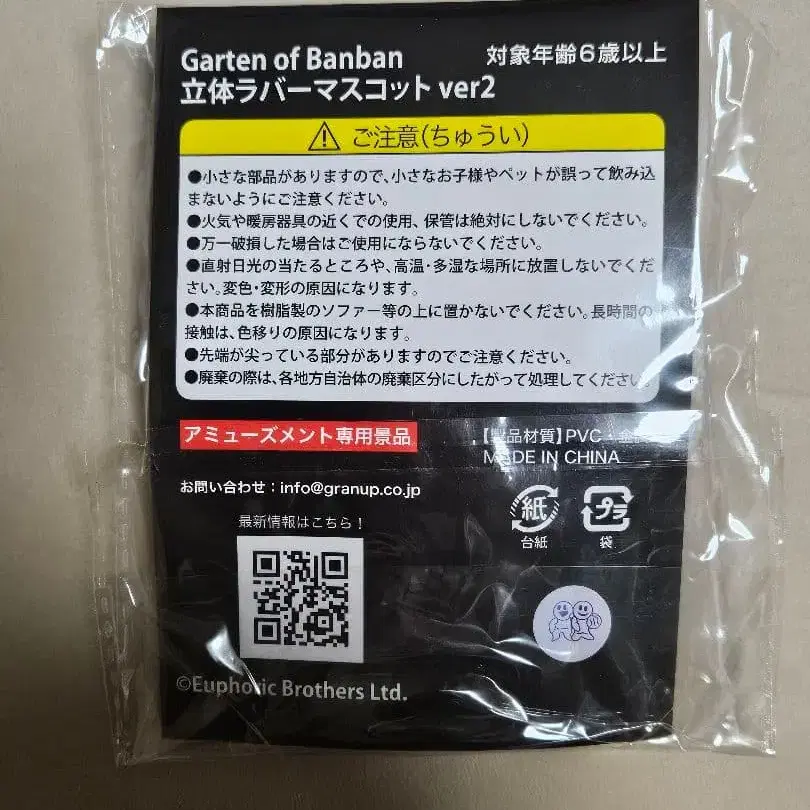 Garten of Banban
対象年齢6歳以上
立体ラバーマスコット ver2
ご注意(ちゅうい)
●小さな部品がありますので、小さなお子様やペットが誤って飲み込
まないようにご注意ください。
●火気や暖房器具の近くでの使用、保管は絶対にしないでください。
●万一破損した場合はご使用にならないでください。
●直射日光の当たるところや、高温・多湿な場所に放置しないでくだ
さい。変色・変形の原因になります。
●本商品を樹脂製のソファー等の上に置かないでください。長時間の
接触は、色移りの原因になります。
●先端が尖っている部分がありますのでご注意ください。
●廃棄の際は、各地方自治体の廃棄区分にしたがって処理してください。
アミューズメント専用景品
【製品材質】PVC・金
MADE IN CHINA
お問い合わせ：info@granup.co.jp
最新情報はこちら！
紙
プラ
台紙
袋
©Euphoric Brothers Ltd.